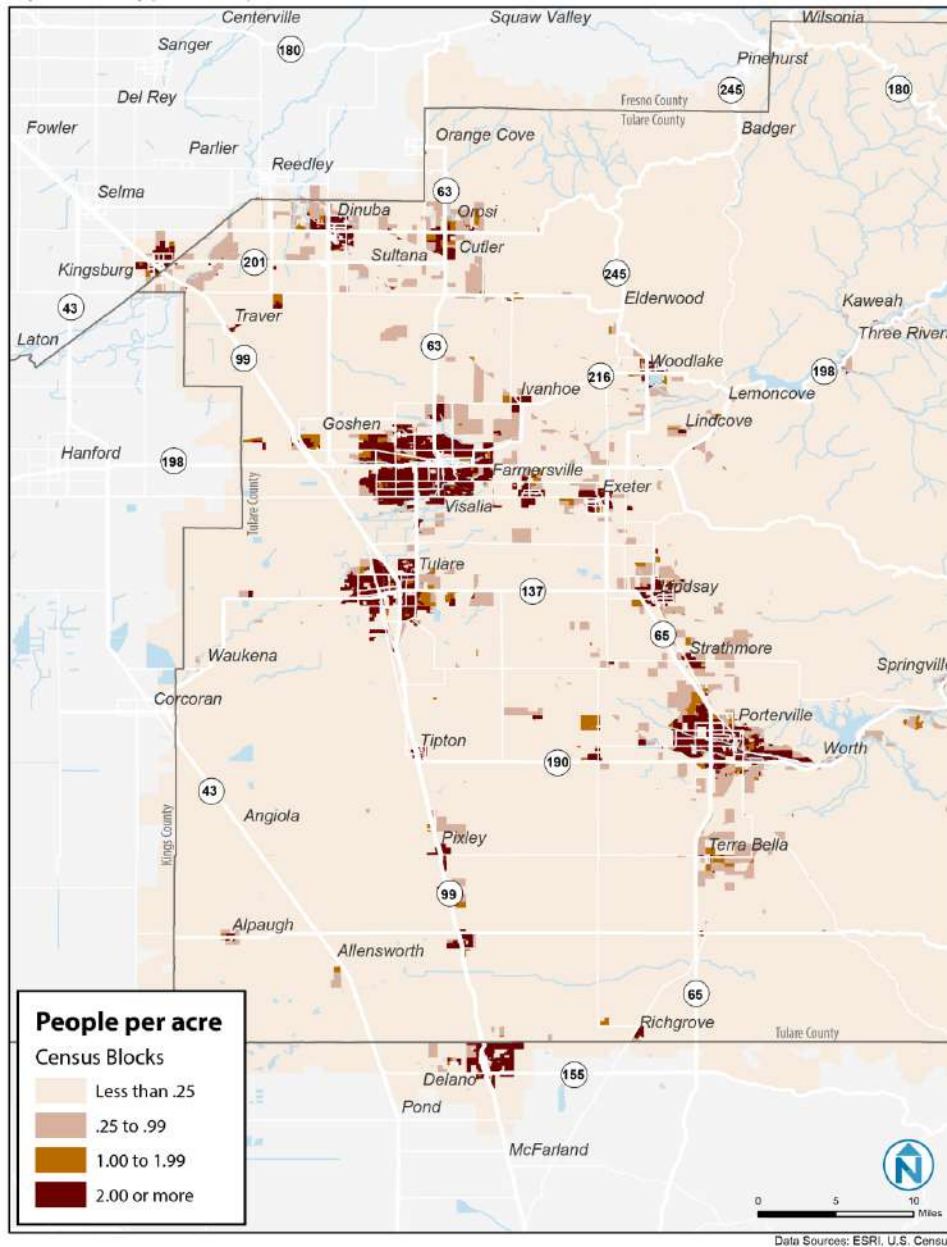 Centerville
Squaw Valley
Wilsonia
Sanger
180
Pinehurst
Del Rey
245
180
Fresno County
Tulare County
Fowler
Orange Cove
Badger
Parlier
Reedley
Selma
63
Dinuba
Orosi
Cutler
Sultana
Kingsburg
201
245
43
Elderwood
Kaweah
Traver
Three Rivers
Laton
99
63
216
Woodlake
198
Ivanhoe
Lemoncove
Goshen
Lindcove
Hanford
198
Farmersville
Exeter
Visalia
Tulare County
Tulare
137
Lindsay
65
Strathmore
Waukena
Springville
Corcoran
Porterville
Tipton
Worth
190
43
Angiola
Kings County
Pixley
Terra Bella
99
Alpaugh
Allensworth
65
Richgrove
Tulare County
People per acre
Census Blocks
Less than .25
.25 to .99
1.00 to 1.99
2.00 or more
Delano
155
Pond
McFarland
N
0 5 10
Miles
Data Sources: ESRI, U.S. Censu